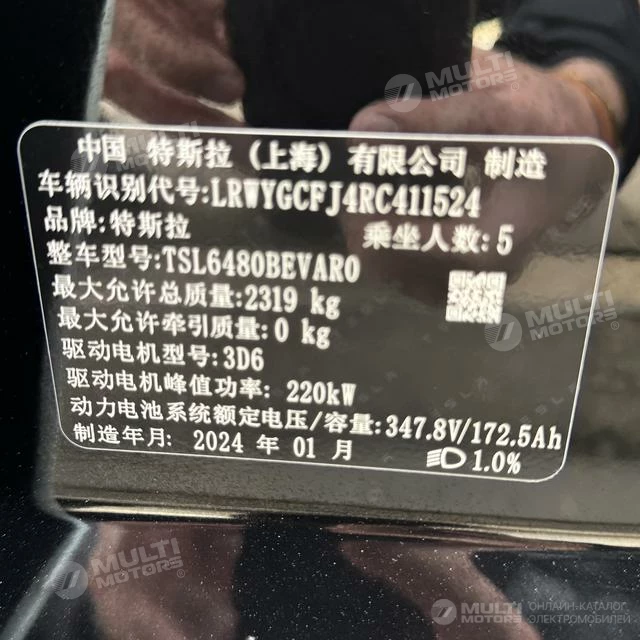 MULTI
MOTORS®
中国 特斯拉（上海）有限公司 制造
车辆识别代号:LRWYGCFJ4RC411524
品牌:特斯拉 乘坐人数:5
整车型号:TSL6480BEVAR0
最大允许总质量:2319 kg
最大允许牵引质量:0 kg
驱动电机型号:3D6
驱动电机峰值功率: 220kW
动力电池系统额定电压/容量:347.8V/172.5Ah
制造年月: 2024 年 01 月
1.0%
MULTI
MOTORS®
MULTI
MOTORS®
MULTI
MOTORS
ОНЛАЙН-КАТАЛОГ
ЭЛЕКТРОМОБИЛЕЙ